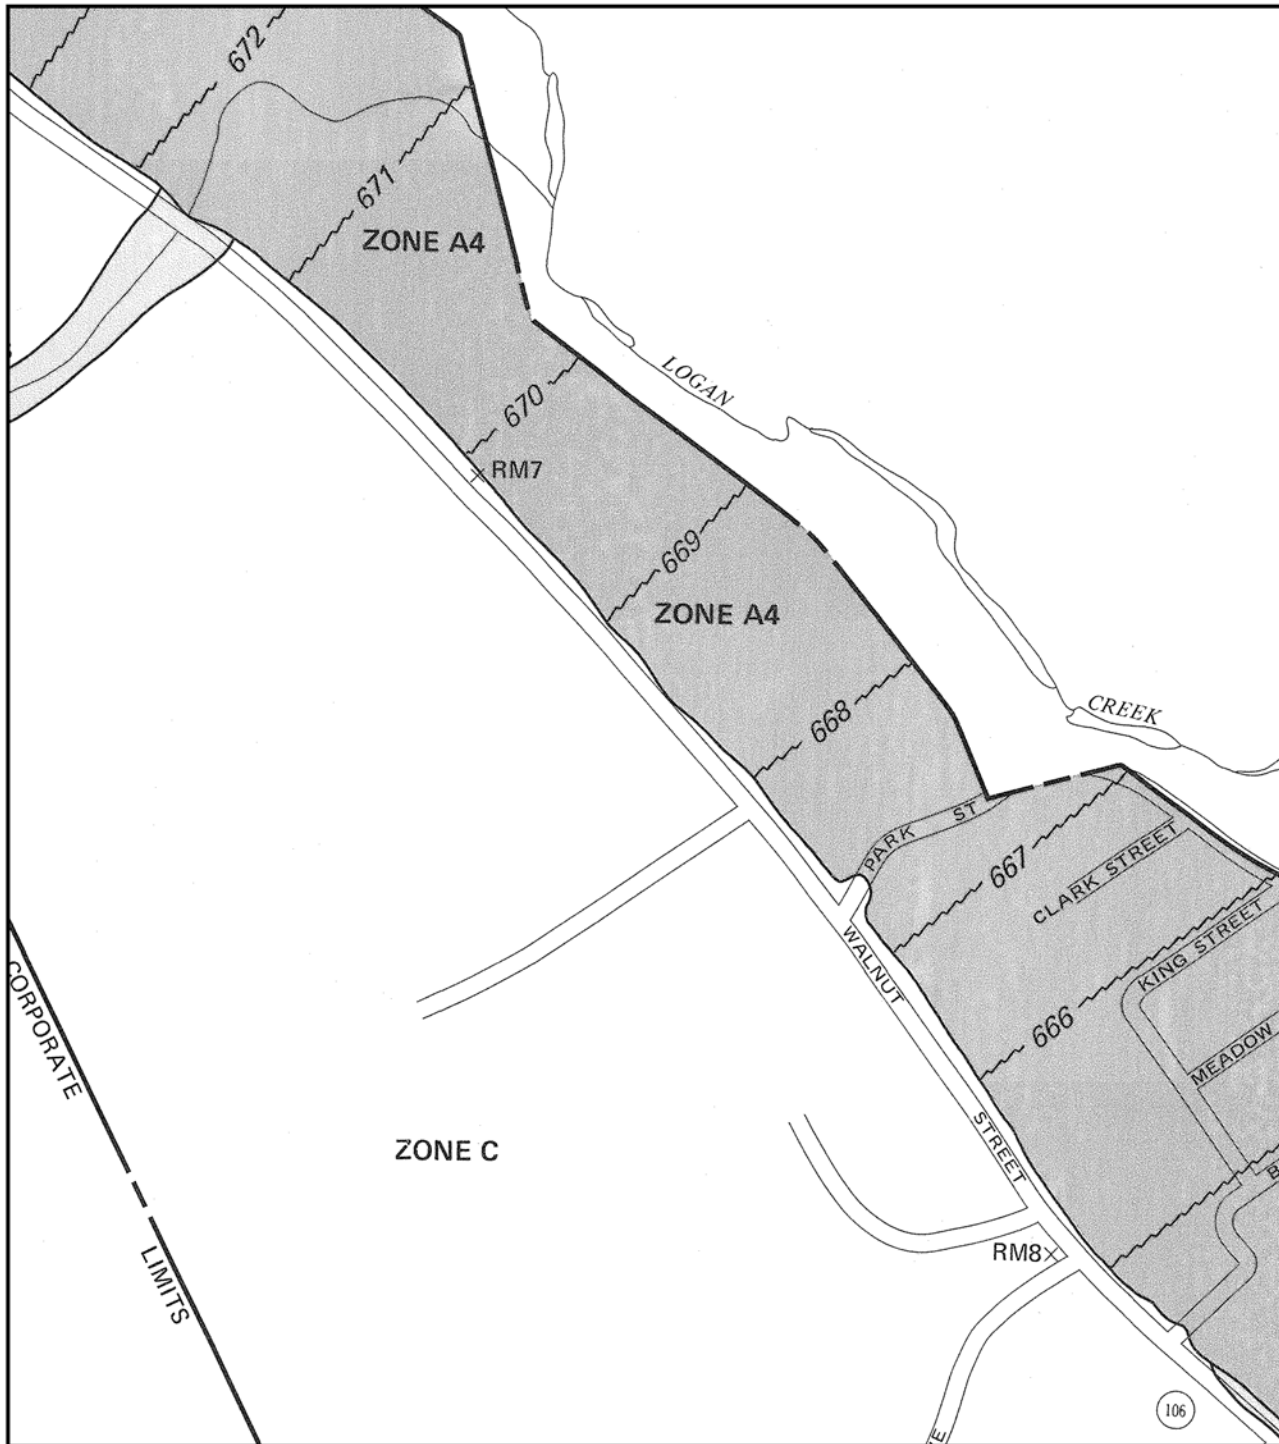 672
671
ZONE A4
670
LOGAN
RM7
669
ZONE A4
668
CREEK
PARK ST
667
CLARK STREET
WALNUT
KING STREET
CORPORATE
666
MEADOW
STREET
ZONE C
B
RM8
LIMITS
106